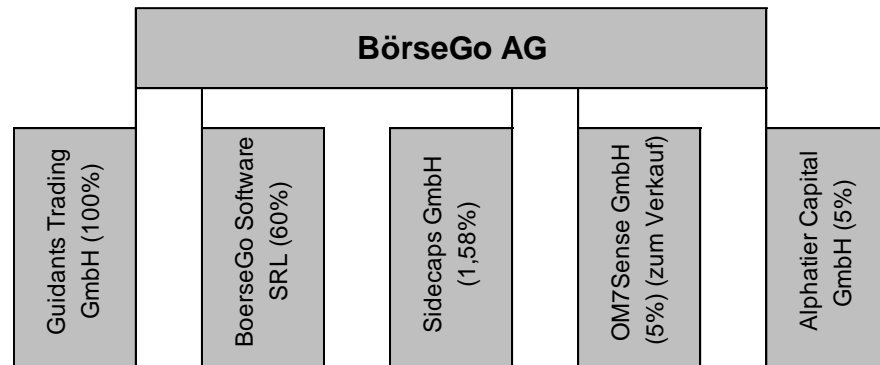 BörseGo AG
Guidants Trading
GmbH (100%)
BoerseGo Software
SRL (60%)
Sidecaps GmbH
(1,58%)
OM7Sense GmbH
(5%) (zum Verkauf)
Alphatier Capital
GmbH (5%)